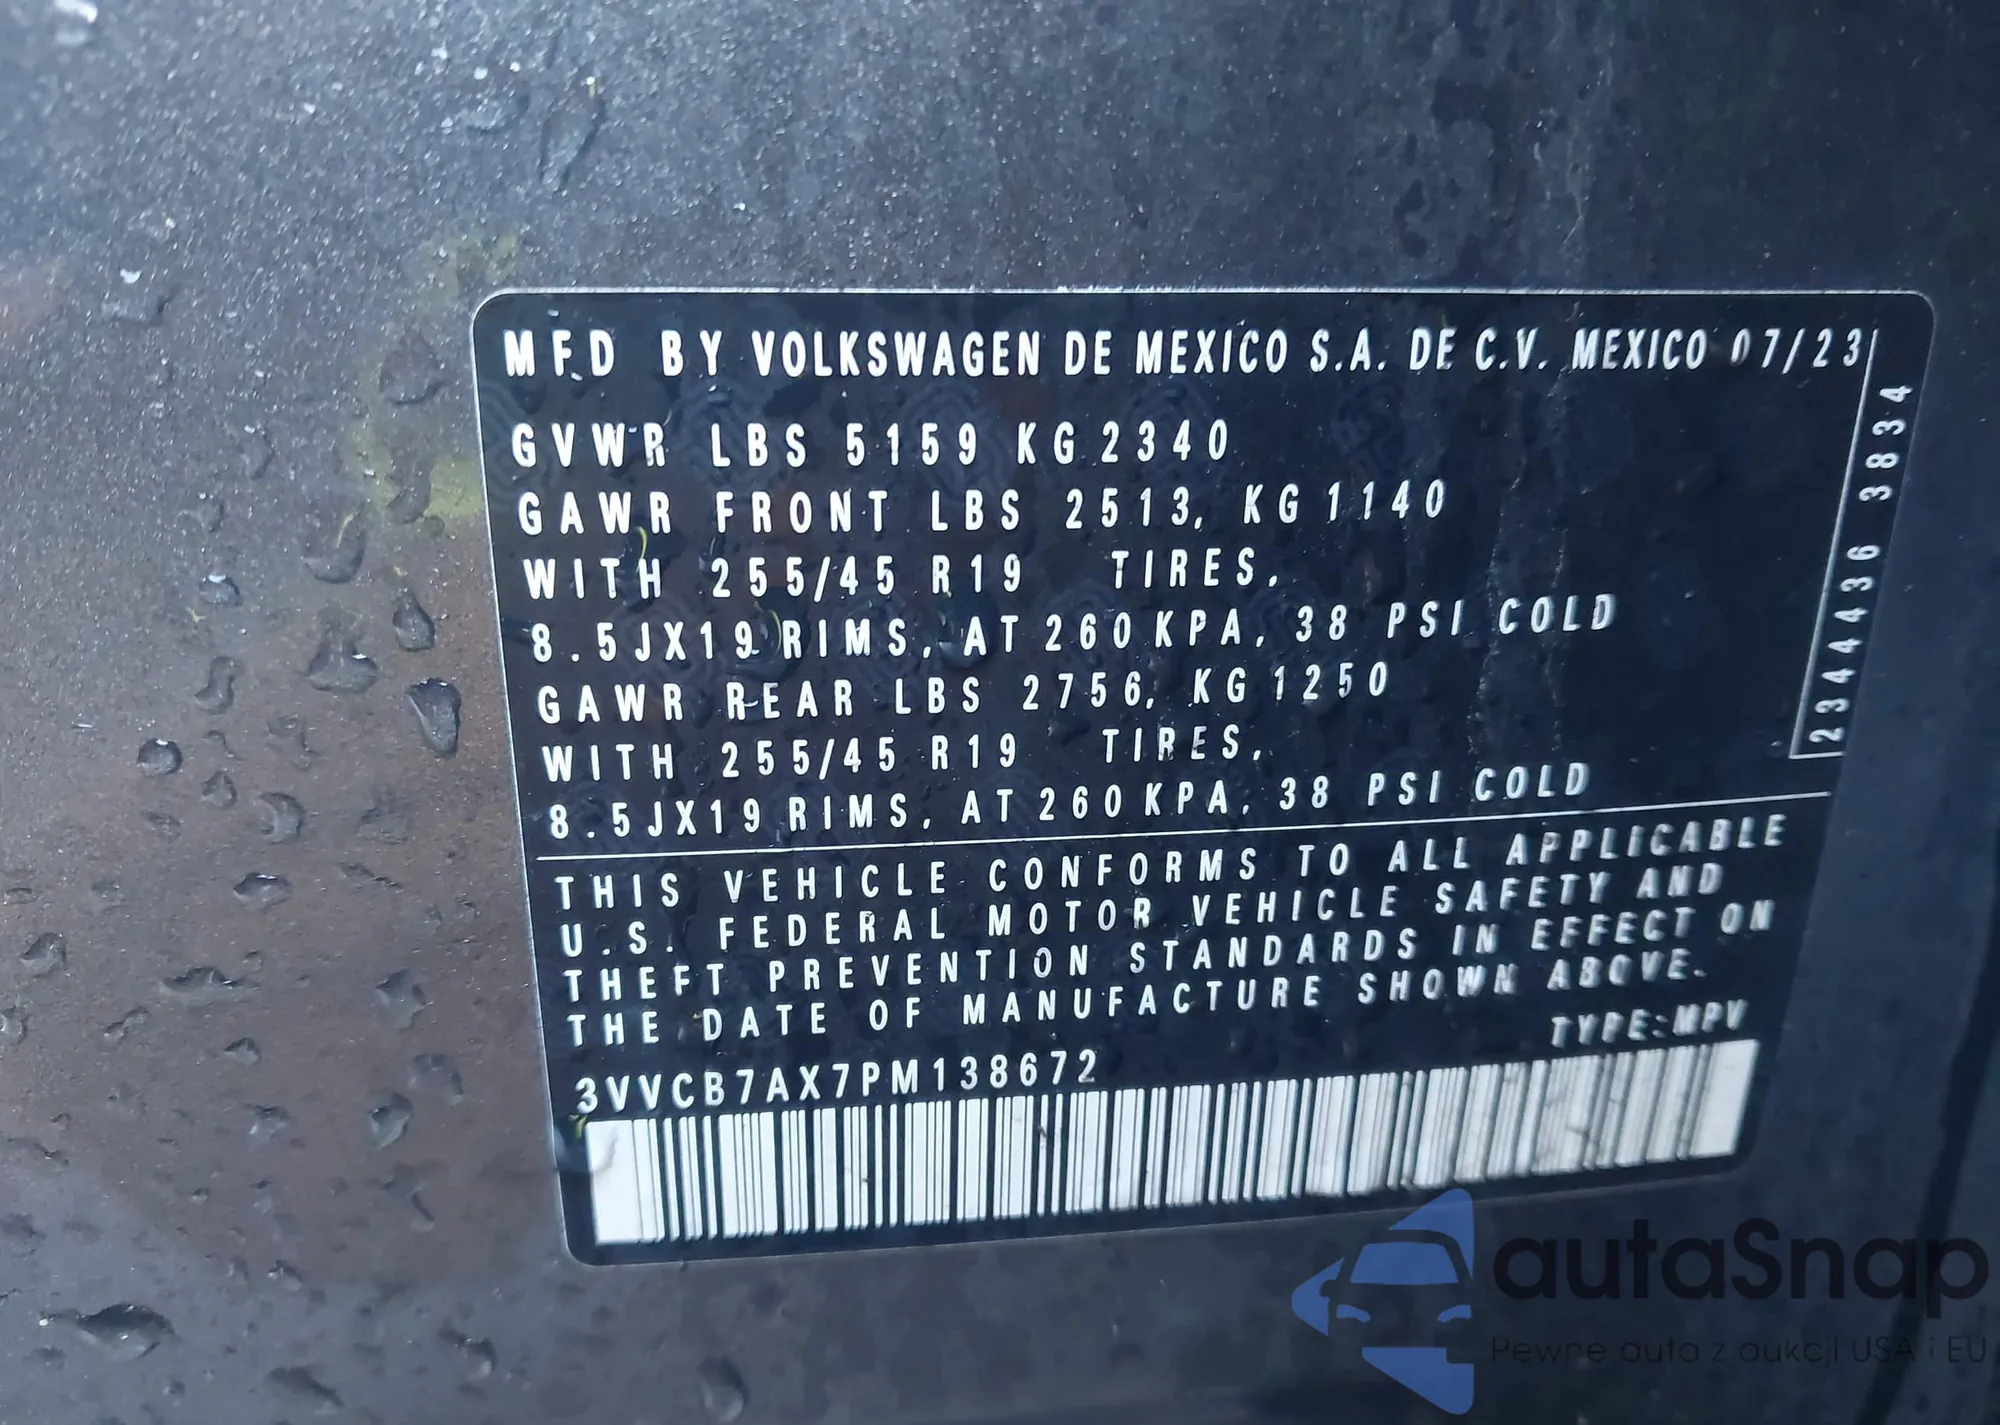 MFD BY VOLKSWAGEN DE MEXICO S.A. DE C.V. MEXICO 07/23
GVWR LBS 5159 KG 2340
GAWR FRONT LBS 2513, KG 1140
WITH 255/45 R19 TIRES,
8.5JX19 RIMS, AT 260 KPA, 38 PSI COLD
GAWR REAR LBS 2756, KG 1250
WITH 255/45 R19 TIRES,
8.5JX19 RIMS, AT 260 KPA, 38 PSI COLD
2344436 3834
THIS VEHICLE CONFORMS TO ALL APPLICABLE
U.S. FEDERAL MOTOR VEHICLE SAFETY AND
THEFT PREVENTION STANDARDS IN EFFECT ON
THE DATE OF MANUFACTURE SHOWN ABOVE.
TYPE:MPV
3VVCB7AX7PM138672
autaSnap
Pewne auta z aukcji USA i EU